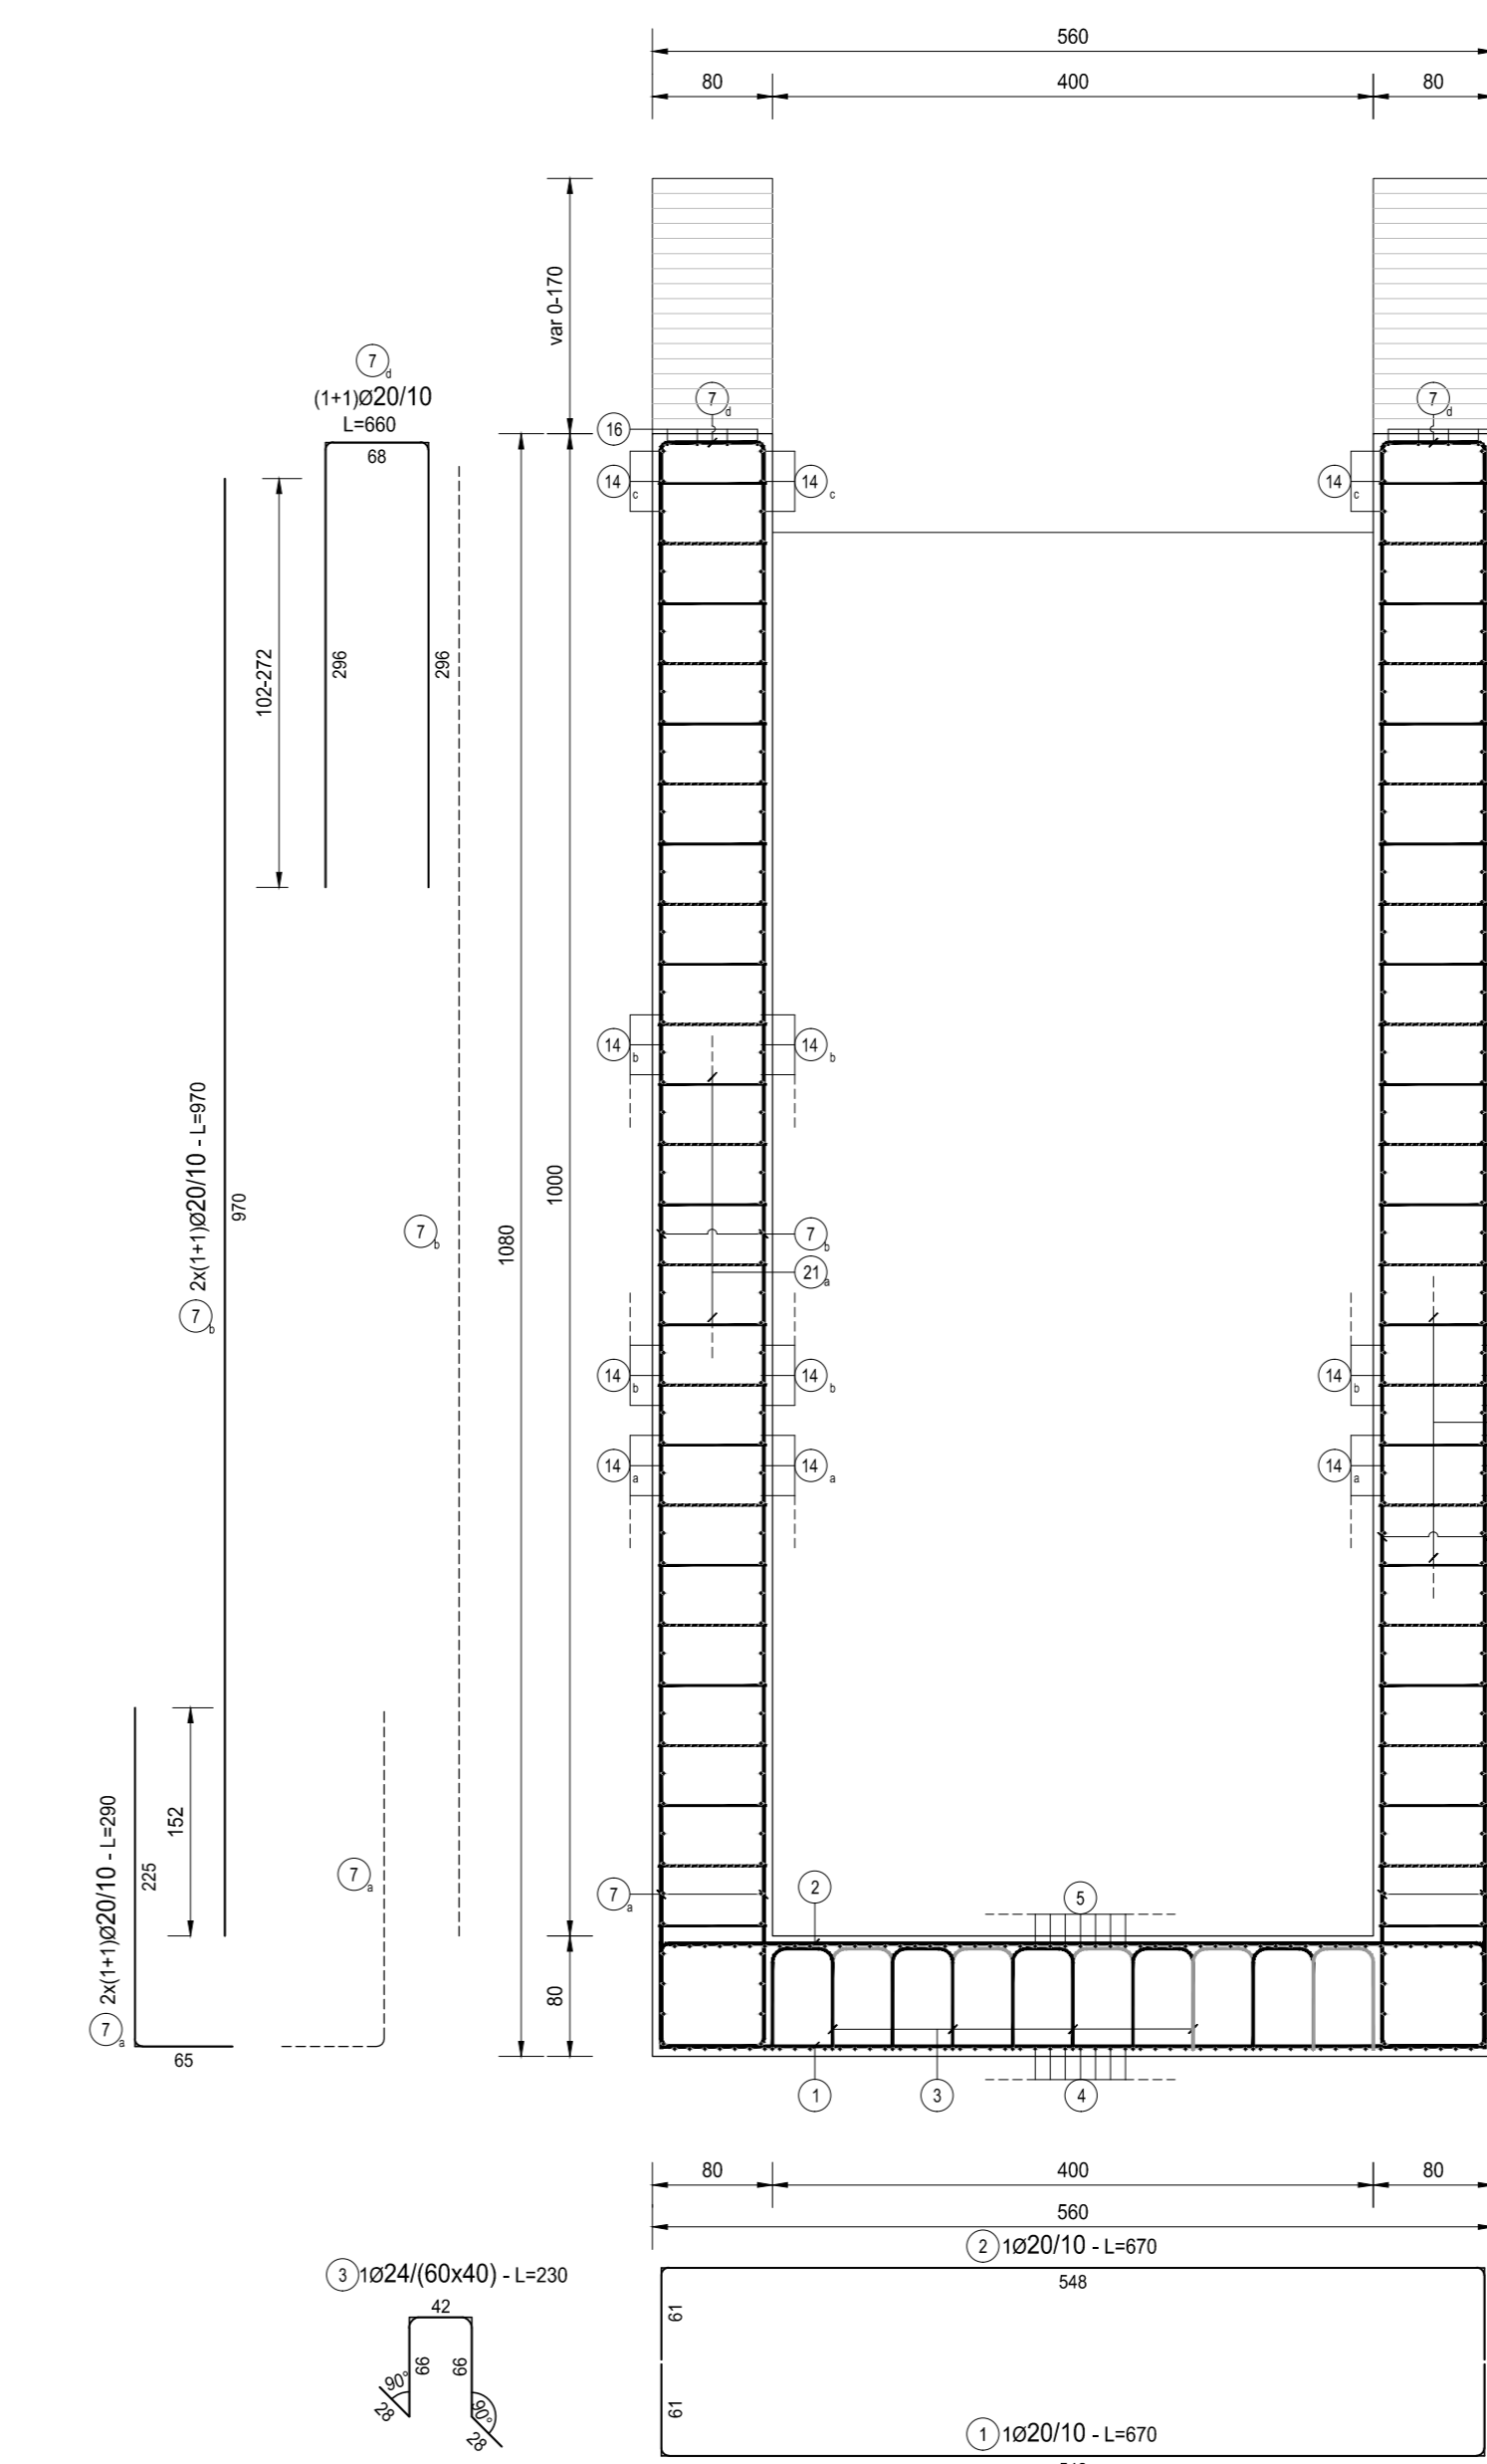 560
80 400 80
var 0-170
7 d
(1+1)Ø20/10
L=660
68
7 d
7 d
16
14 c
14 c
14 c
102-272
296
296
14 b
14 b
7 b 2x(1+1)Ø20/10 - L=970
970
7 b
1080
1000
7 b
21 a
14 b
14 b
14 b
14 a
14 a
14 a
7 a 2x(1+1)Ø20/10 - L=290
225
152
65
7 a
7 a
2
5
80
1
3
4
80 400 80
560
2 1Ø20/10 - L=670
548
61
61
1 1Ø20/10 - L=670
3 1Ø24/(60x40) - L=230
42
66
66
90°
90°
28
28